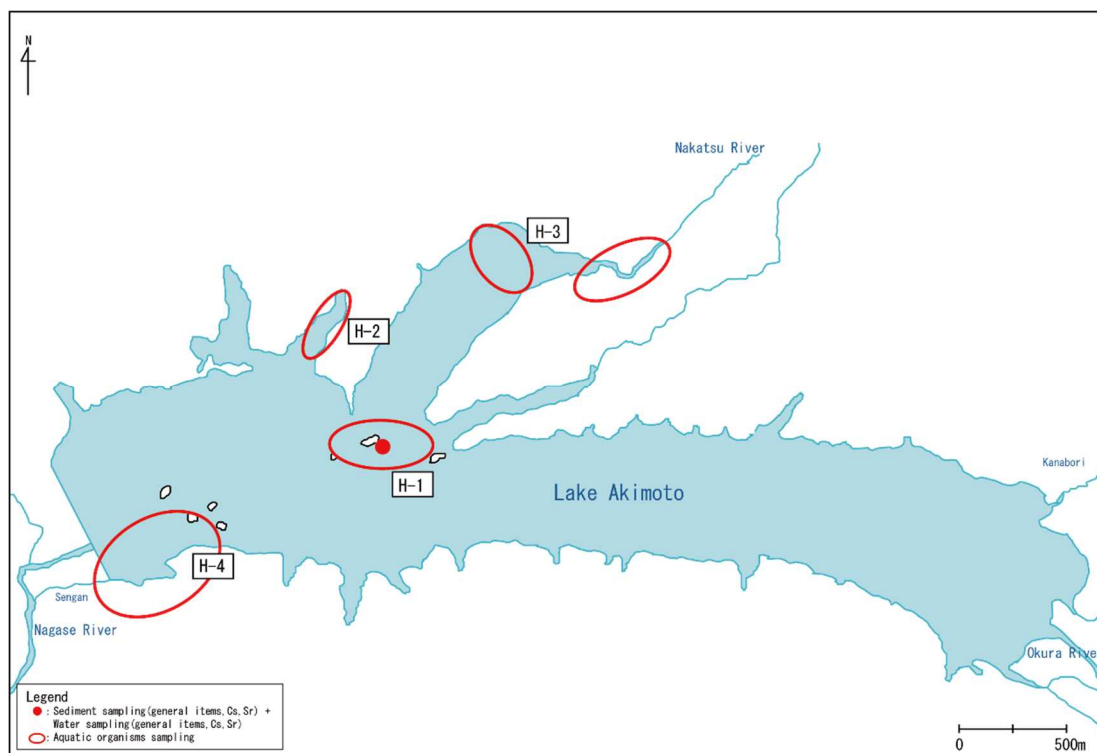 N
Nakatsu River
H-3
H-2
H-1
Lake Akimoto
Kanabori
H-4
Sengan
Nagase River
Okura River
Legend
: Sediment sampling(general items, Cs, Sr) +
Water sampling(general items, Cs, Sr)
: Aquatic organisms sampling
0 500m